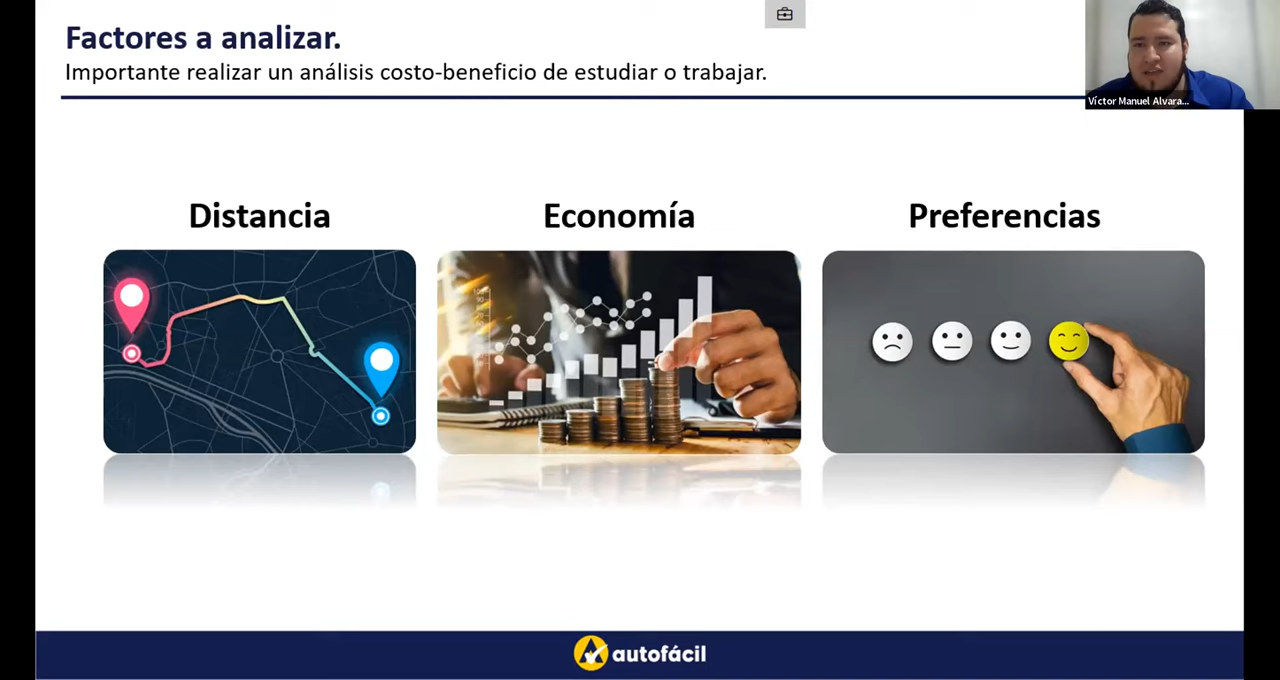 Factores a analizar.
Importante realizar un análisis costo-beneficio de estudiar o trabajar.
Víctor Manuel Alvara...
Distancia
Economía
Preferencias
autofácil